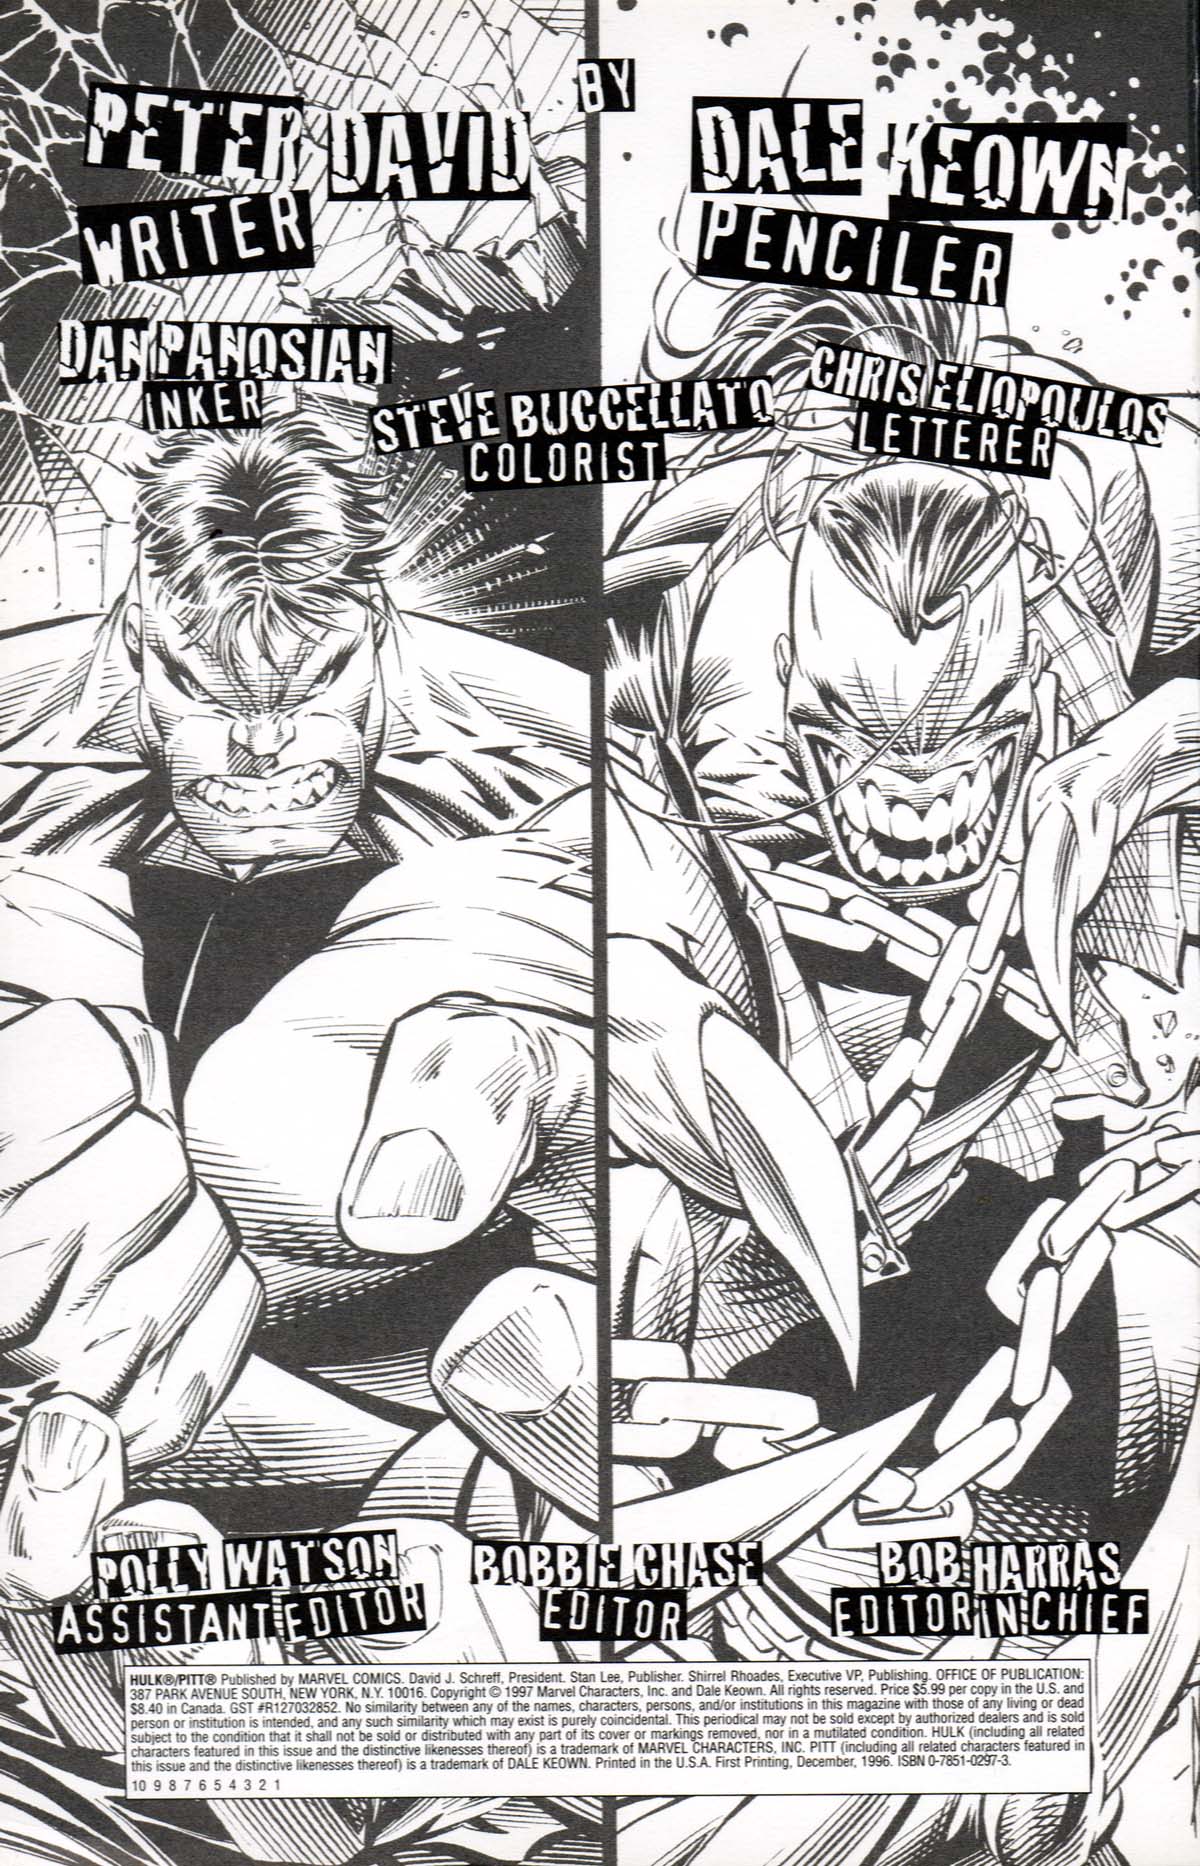 BY
PETER DAVID
WRITER
DALE KEOWN
PENCILER
DAN PANOSIAN
INKER
STEVE BUCCELLATO
COLORIST
CHRIS ELIOPOULOS
LETTERER
POLLY WATSON
ASSISTANT EDITOR
BOBBIE CHASE
EDITOR
BOB HARRAS
EDITOR IN CHIEF
HULK®/PITT® Published by MARVEL COMICS. David J. Schreff, President. Stan Lee, Publisher. Shirrel Rhoades, Executive VP, Publishing. OFFICE OF PUBLICATION:
387 PARK AVENUE SOUTH, NEW YORK, N.Y. 10016. Copyright © 1997 Marvel Characters, Inc. and Dale Keown. All rights reserved. Price $5.99 per copy in the U.S. and
$8.40 in Canada. GST #R127032852. No similarity between any of the names, characters, persons, and/or institutions in this magazine with those of any living or dead
person or institution is intended, and any such similarity which may exist is purely coincidental. This periodical may not be sold except by authorized dealers and is sold
subject to the condition that it shall not be sold or distributed with any part of its cover or markings removed, nor in a mutilated condition. HULK (including all related
characters featured in this issue and the distinctive likenesses thereof) is a trademark of MARVEL CHARACTERS, INC. PITT (including all related characters featured in
this issue and the distinctive likenesses thereof) is a trademark of DALE KEOWN. Printed in the U.S.A. First Printing, December, 1996. ISBN 0-7851-0297-3.
10 9 8 7 6 5 4 3 2 1